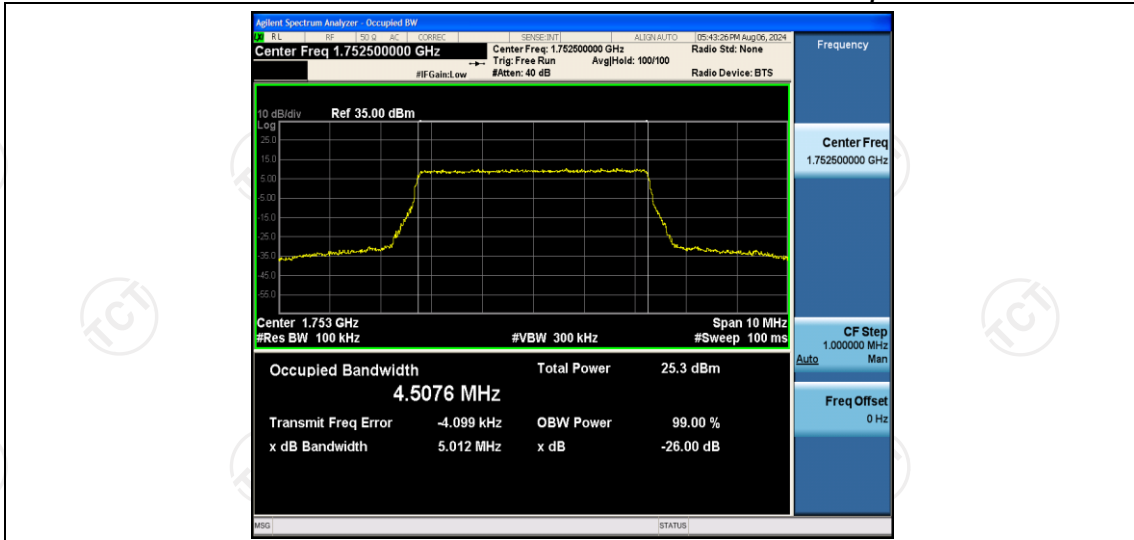 Agilent Spectrum Analyzer - Occupied BW
LXI RL RF 50 Ω AC CORREC SENSE:INT ALIGNAUTO 05:43:26PM Aug06, 2024
Center Freq 1.752500000 GHz Center Freq: 1.752500000 GHz Radio Std: None Frequency
Trig: Free Run Avg|Hold: 100/100
#IFGain:Low #Atten: 40 dB Radio Device: BTS
10 dB/div Ref 35.00 dBm
Log
25.0
Center Freq
1.752500000 GHz
15.0
5.00
-5.00
-15.0
-25.0
-35.0
-45.0
-55.0
TCT
TCT
Center 1.753 GHz Span 10 MHz
#Res BW 100 kHz #VBW 300 kHz #Sweep 100 ms
CF Step
1.000000 MHz
Auto Man
Occupied Bandwidth Total Power 25.3 dBm
4.5076 MHz
Freq Offset
0 Hz
Transmit Freq Error -4.099 kHz OBW Power 99.00 %
x dB Bandwidth 5.012 MHz x dB -26.00 dB
MSG STATUS